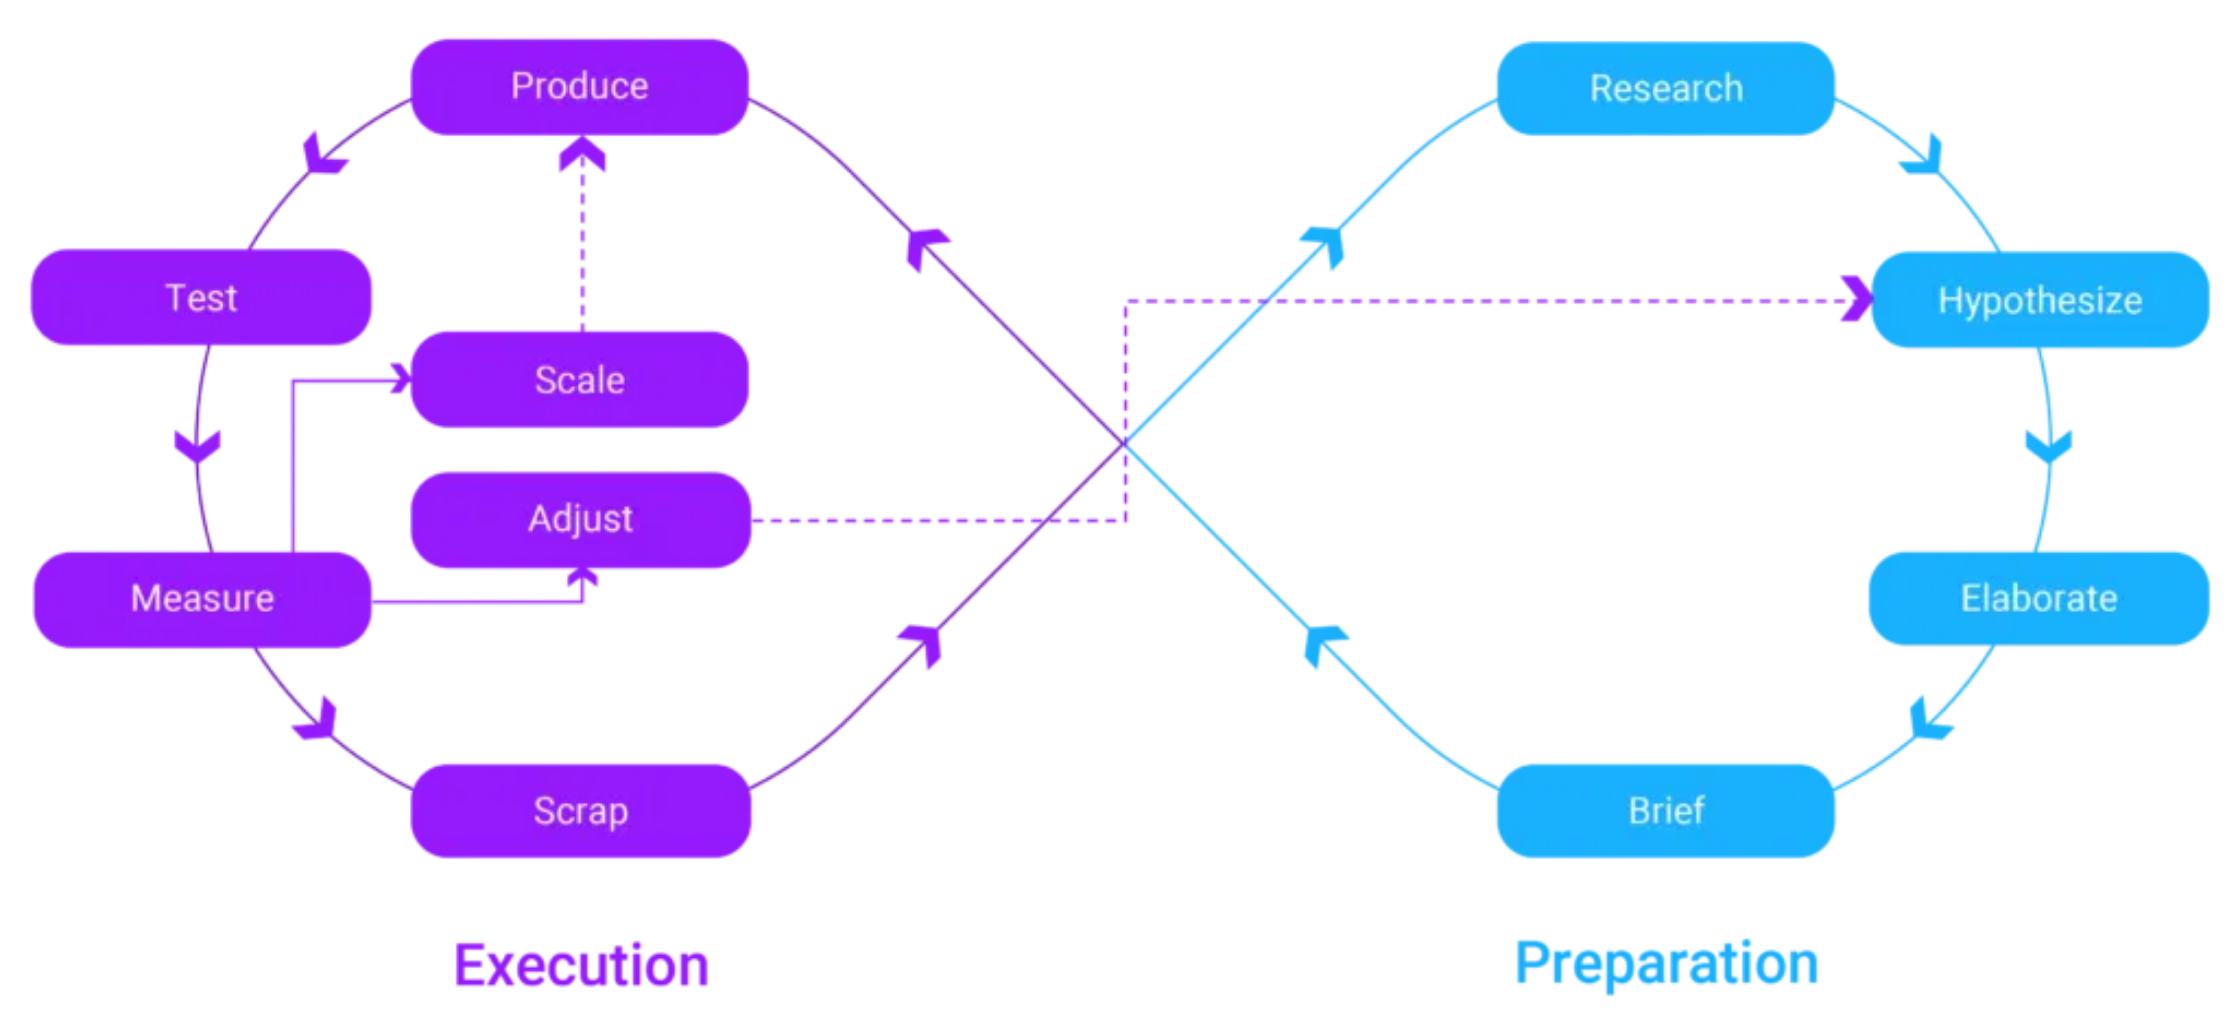 Produce
Research
Test
Hypothesize
Scale
Adjust
Measure
Elaborate
Scrap
Brief
Execution
Preparation